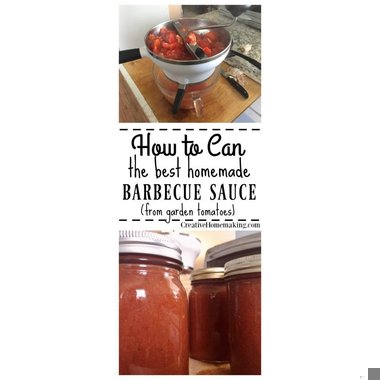 How to Can
the best homemade
BARBECUE SAUCE
(from garden tomatoes)
CreativeHomemaking.com